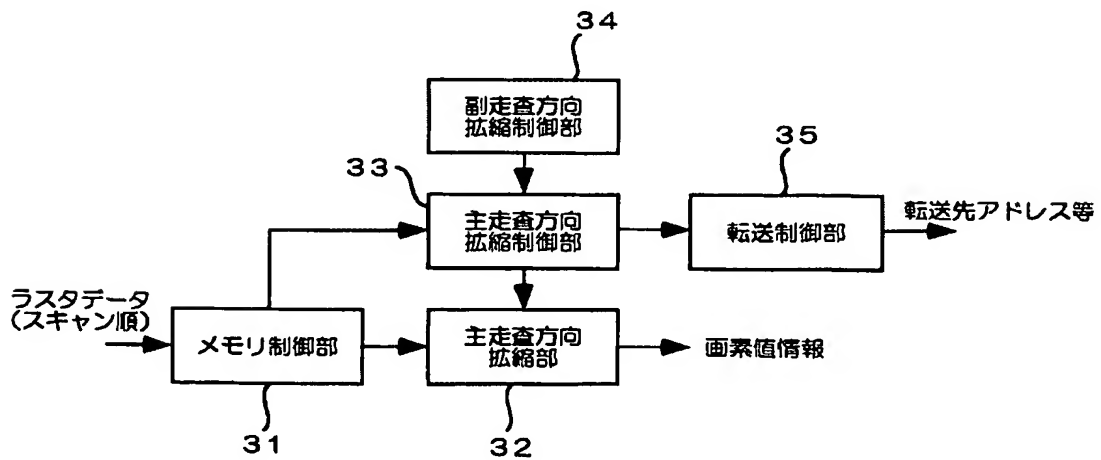 34
副走査方向
拡縮制御部
33
35
主走査方向
拡縮制御部
転送制御部
転送先アドレス等
ラスタデータ
(スキャン順)
メモリ制御部
主走査方向
拡縮部
画素値情報
31
32